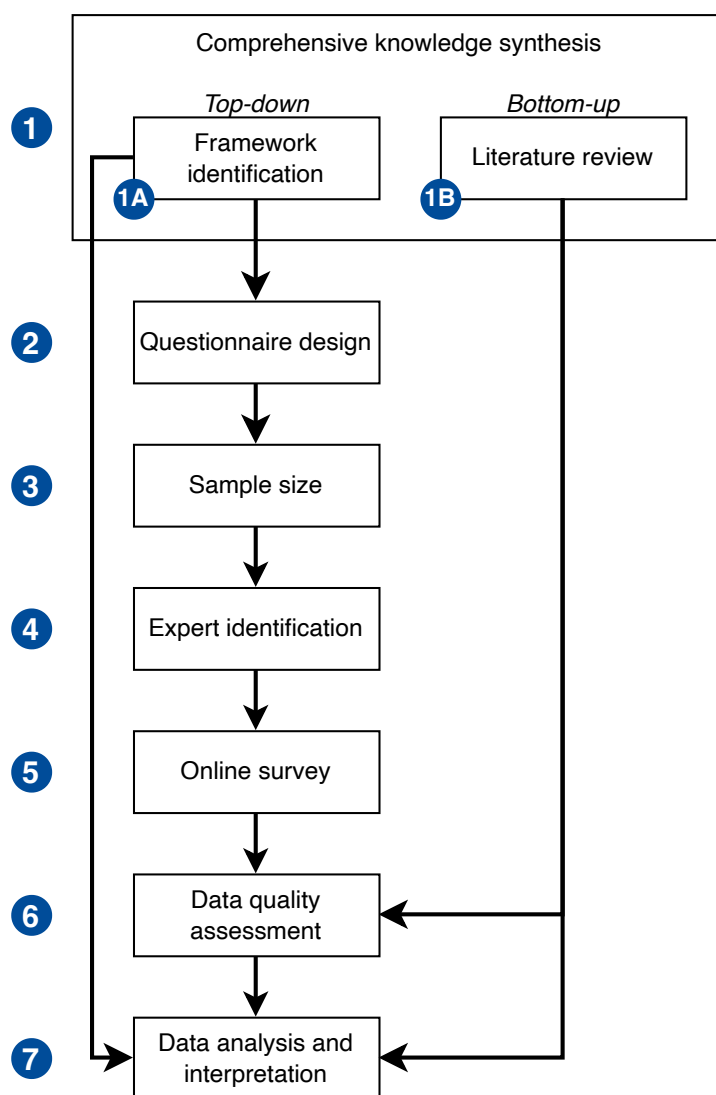 Comprehensive knowledge synthesis
Top-down
Bottom-up
1
Framework
identification
1A
Literature review
1B
2
Questionnaire design
3
Sample size
4
Expert identification
5
Online survey
6
Data quality
assessment
7
Data analysis and
interpretation